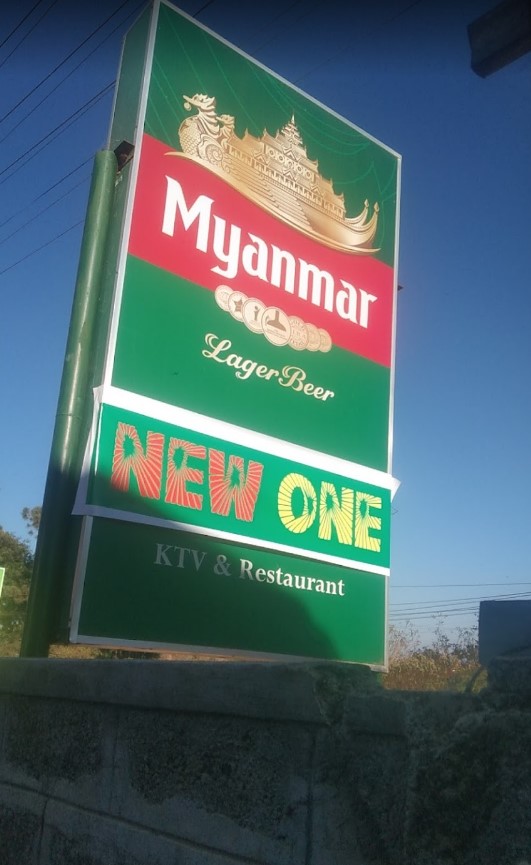 Myanmar
Lager Beer
NEW ONE
KTV & Restaurant